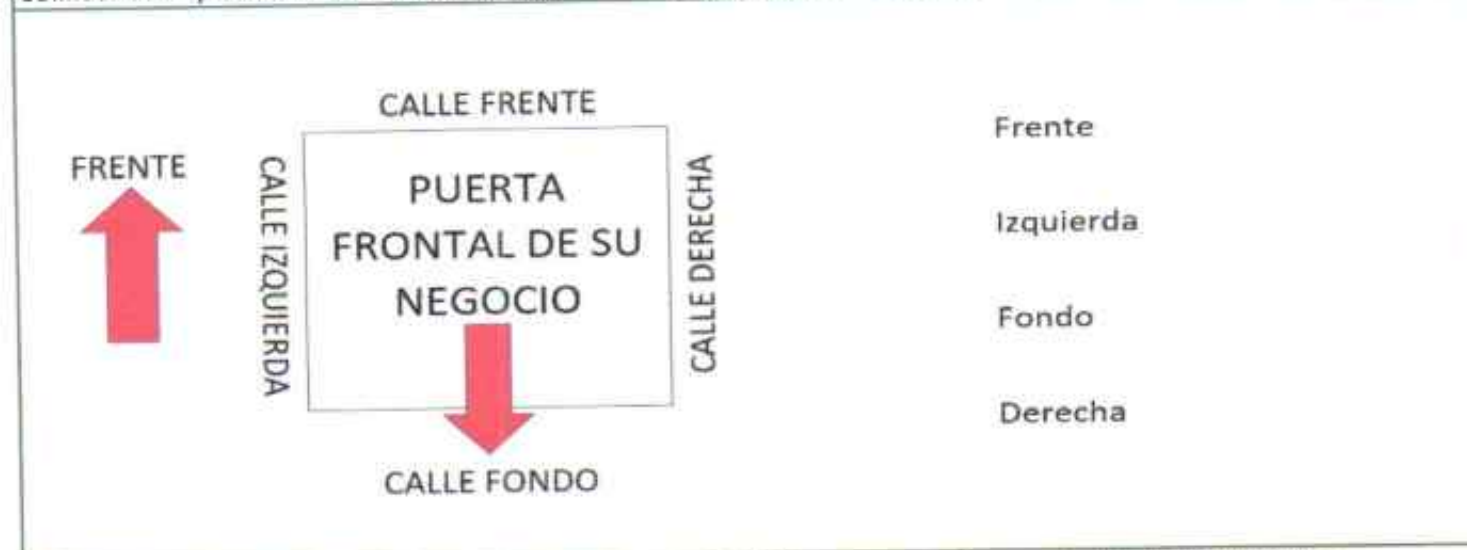 CALLE FRENTE
FRENTE
CALLE IZQUIERDA
PUERTA
FRONTAL DE SU
NEGOCIO
CALLE DERECHA
CALLE FONDO
Frente
Izquierda
Fondo
Derecha